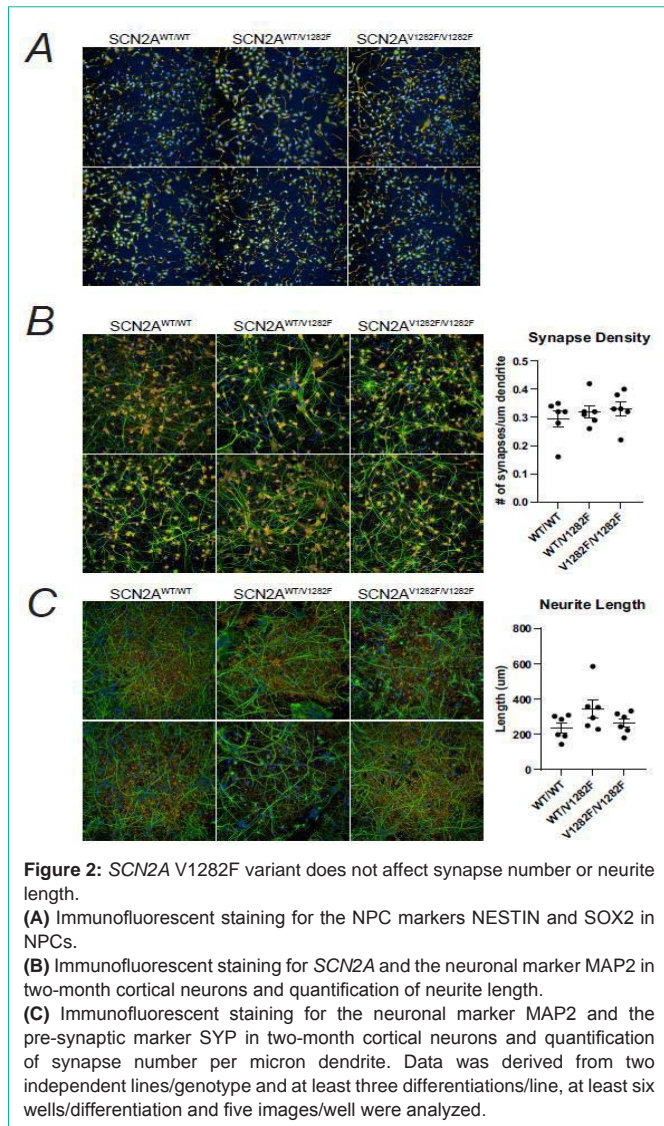 A
SCN2A^WT/WT SCN2A^WT/V1282F SCN2A^V1282F/V1282F
B
SCN2A^WT/WT SCN2A^WT/V1282F SCN2A^V1282F/V1282F
Synapse Density
# of synapses/um dendrite
0.5
0.4
0.3
0.2
0.1
0.0
WT/WT
WT/V1282F
V1282F/V1282F
C
SCN2A^WT/WT SCN2A^WT/V1282F SCN2A^V1282F/V1282F
Neurite Length
Length (um)
800
600
400
200
0
WT/WT
WT/V1282F
V1282F/V1282F
Figure 2: SCN2A V1282F variant does not affect synapse number or neurite
length.
(A) Immunofluorescent staining for the NPC markers NESTIN and SOX2 in
NPCs.
(B) Immunofluorescent staining for SCN2A and the neuronal marker MAP2 in
two-month cortical neurons and quantification of neurite length.
(C) Immunofluorescent staining for the neuronal marker MAP2 and the
pre-synaptic marker SYP in two-month cortical neurons and quantification
of synapse number per micron dendrite. Data was derived from two
independent lines/genotype and at least three differentiations/line, at least six
wells/differentiation and five images/well were analyzed.